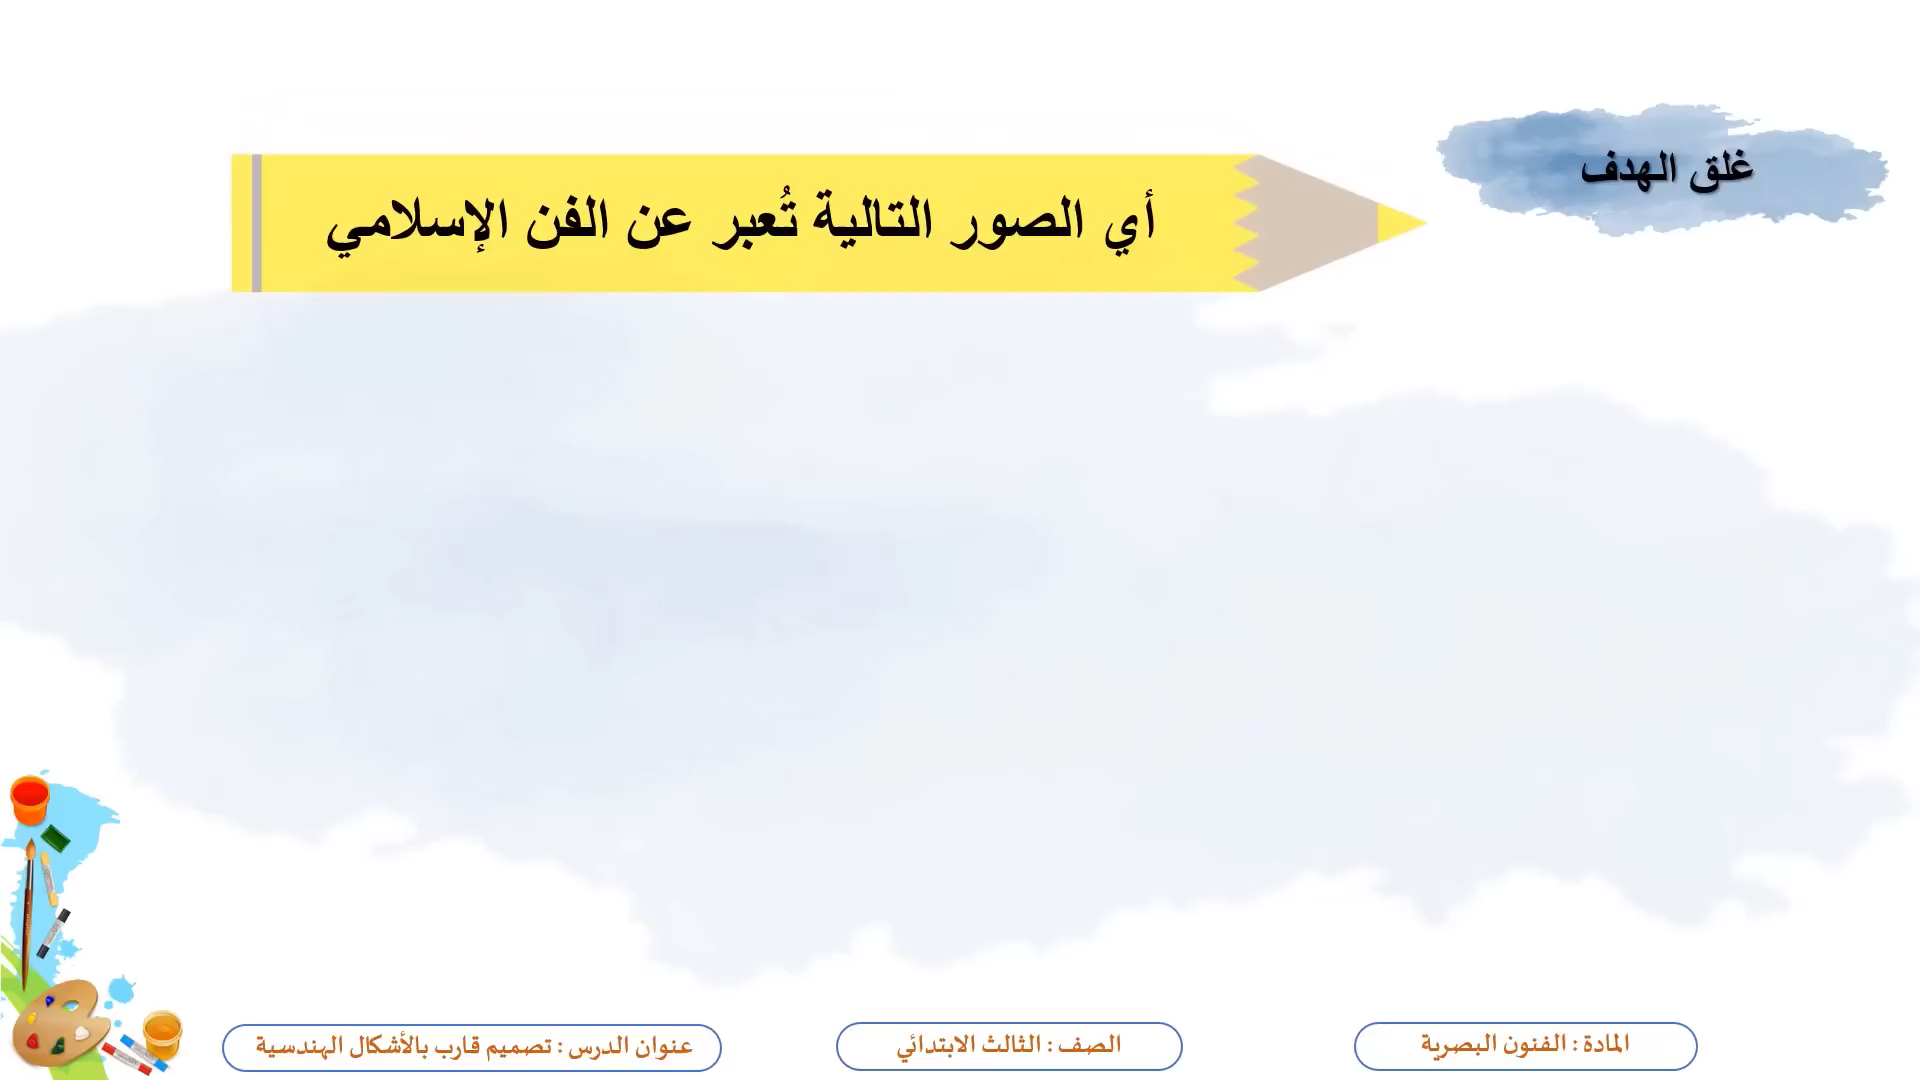 غلق الهدف
أي الصور التالية تُعبر عن الفن الإسلامي
المادة : الفنون البصرية
الصف : الثالث الابتدائي
عنوان الدرس : تصميم قارب بالأشكال الهندسية